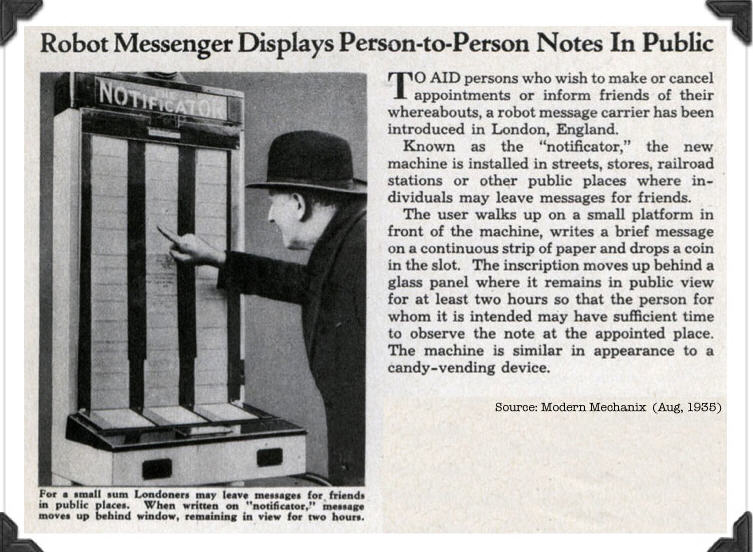 Robot Messenger Displays Person-to-Person Notes In Public
THE
NOTIFICATOR
TO AID persons who wish to make or cancel
appointments or inform friends of their
whereabouts, a robot message carrier has been
introduced in London, England.
Known as the "notificator," the new
machine is installed in streets, stores, railroad
stations or other public places where in-
dividuals may leave messages for friends.
The user walks up on a small platform in
front of the machine, writes a brief message
on a continuous strip of paper and drops a coin
in the slot. The inscription moves up behind a
glass panel where it remains in public view
for at least two hours so that the person for
whom it is intended may have sufficient time
to observe the note at the appointed place.
The machine is similar in appearance to a
candy-vending device.
Source: Modern Mechanix (Aug, 1935)
For a small sum Londoners may leave messages for friends
in public places. When written on "notificator," message
moves up behind window, remaining in view for two hours.